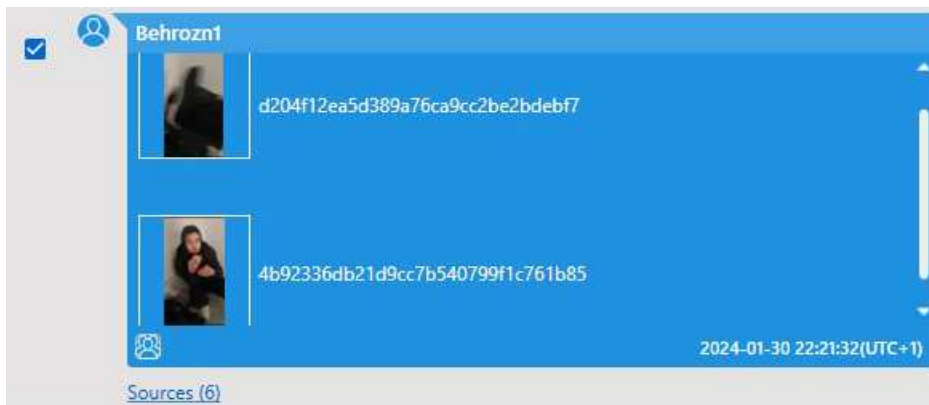 Behrozn1
d204f12ea5d389a76ca9cc2be2bdebf7
4b92336db21d9cc7b540799f1c761b85
2024-01-30 22:21:32(UTC+1)
Sources (6)